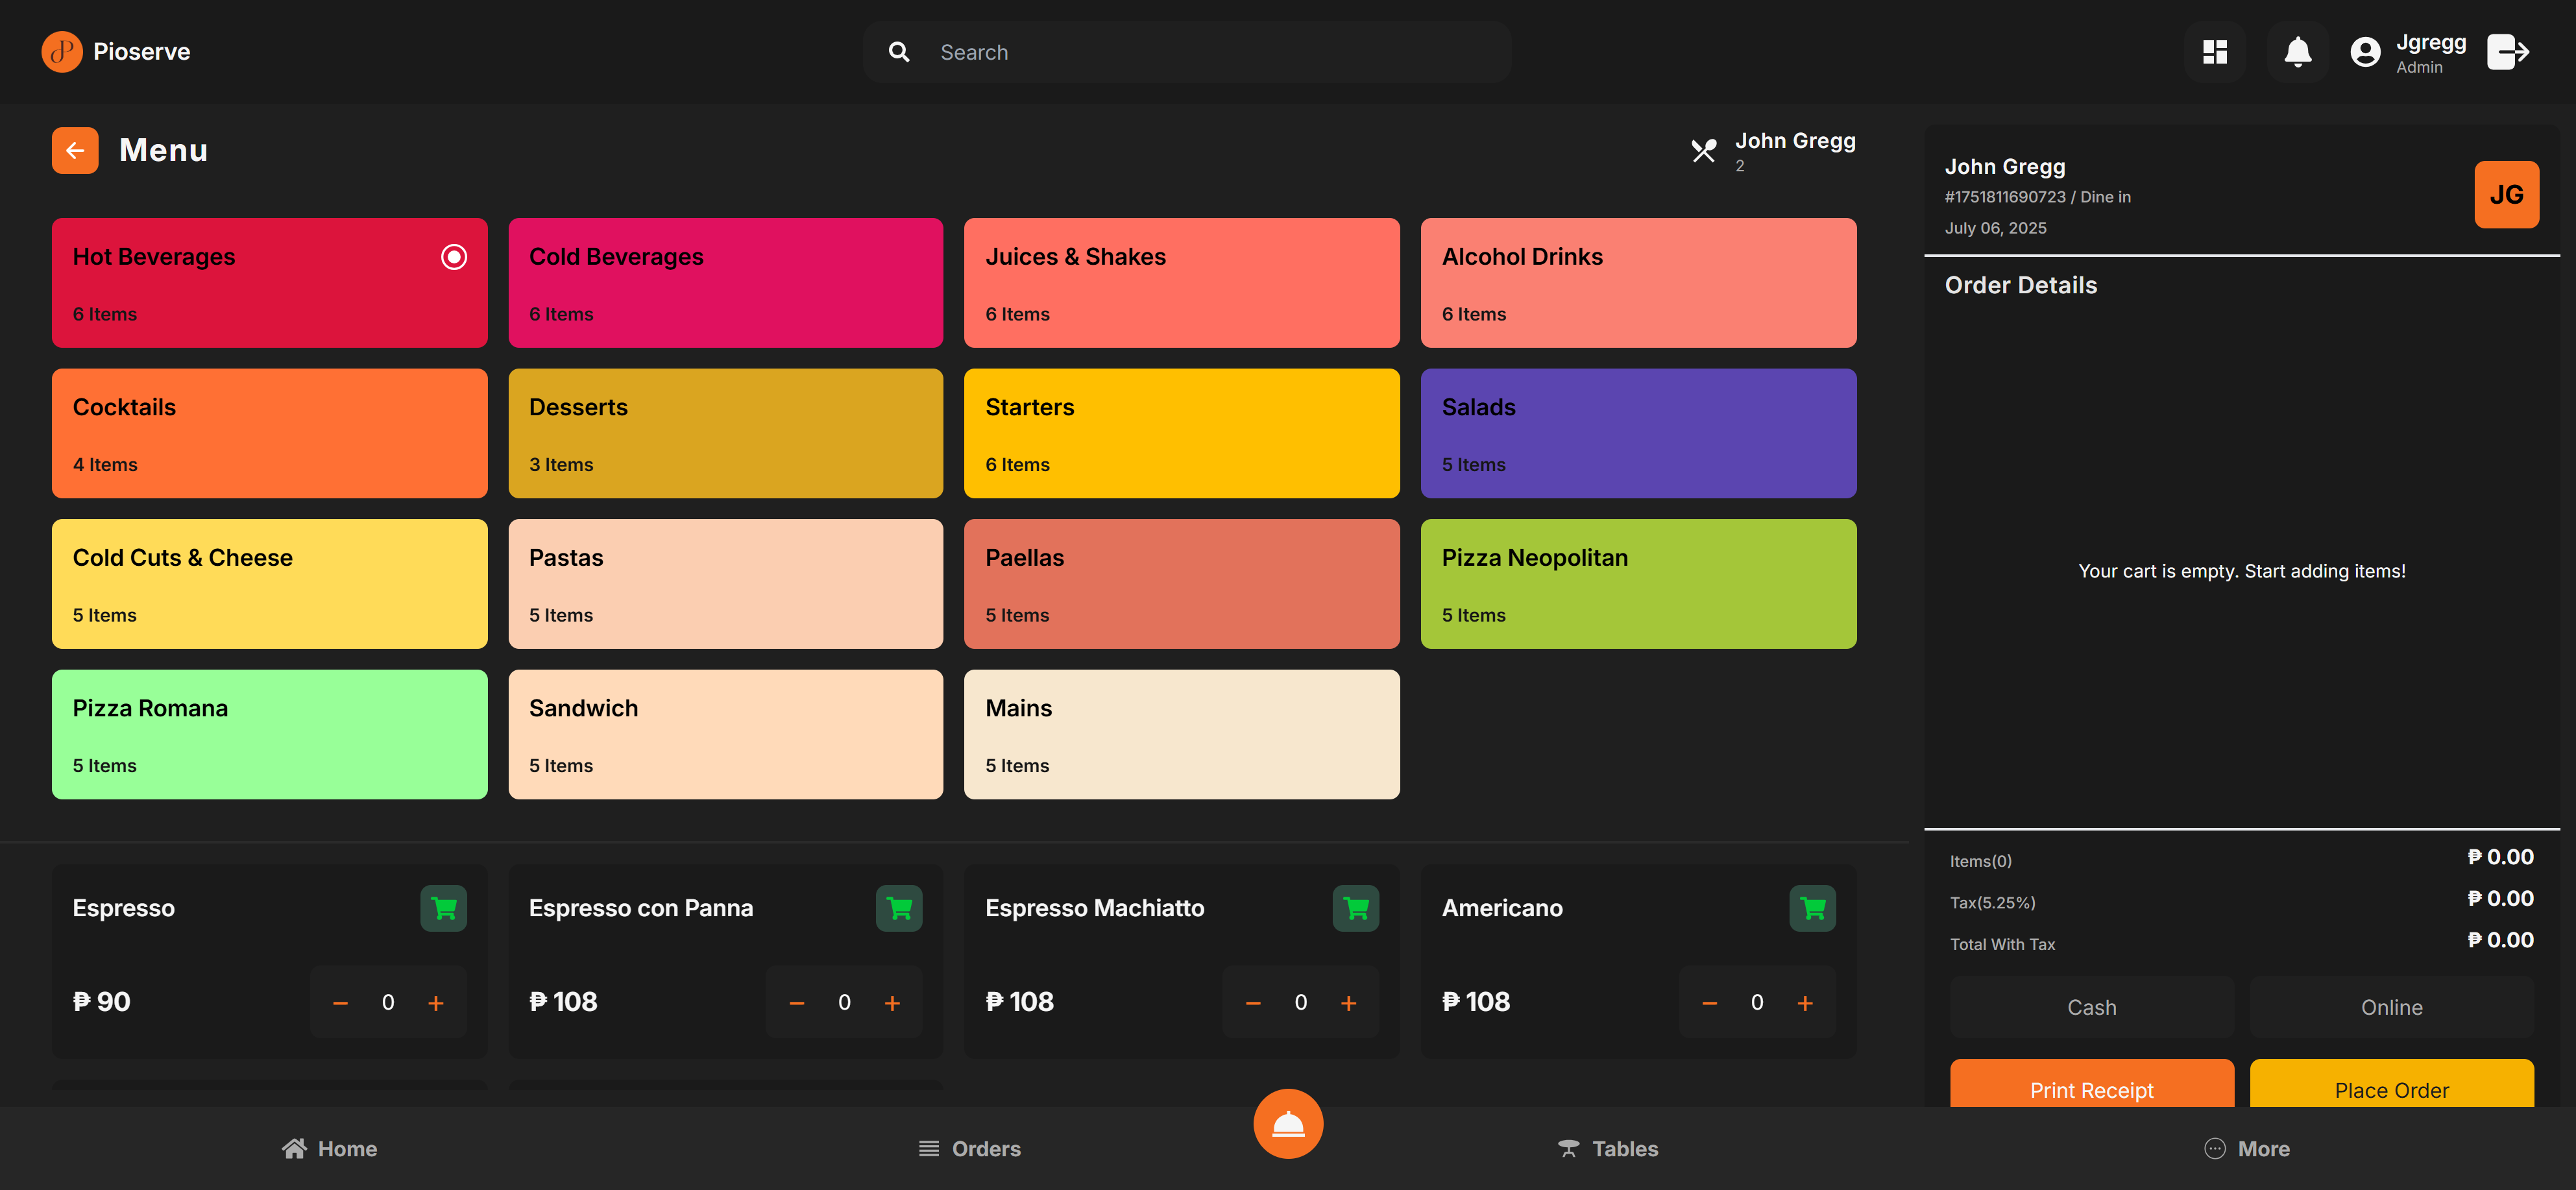 Pioserve
Search
Jgregg
Admin
Menu
John Gregg
2
Hot Beverages
6 Items
Cold Beverages
6 Items
Juices & Shakes
6 Items
Alcohol Drinks
6 Items
Cocktails
4 Items
Desserts
3 Items
Starters
6 Items
Salads
5 Items
Cold Cuts & Cheese
5 Items
Pastas
5 Items
Paellas
5 Items
Pizza Neopolitan
5 Items
Pizza Romana
5 Items
Sandwich
5 Items
Mains
5 Items
Espresso
₱ 90
− 0 +
Espresso con Panna
₱ 108
− 0 +
Espresso Machiatto
₱ 108
− 0 +
Americano
₱ 108
− 0 +
John Gregg
#1751811690723 / Dine in
July 06, 2025
JG
Order Details
Your cart is empty. Start adding items!
Items(0) ₱ 0.00
Tax(5.25%) ₱ 0.00
Total With Tax ₱ 0.00
Cash
Online
Print Receipt
Place Order
Home
Orders
Tables
More